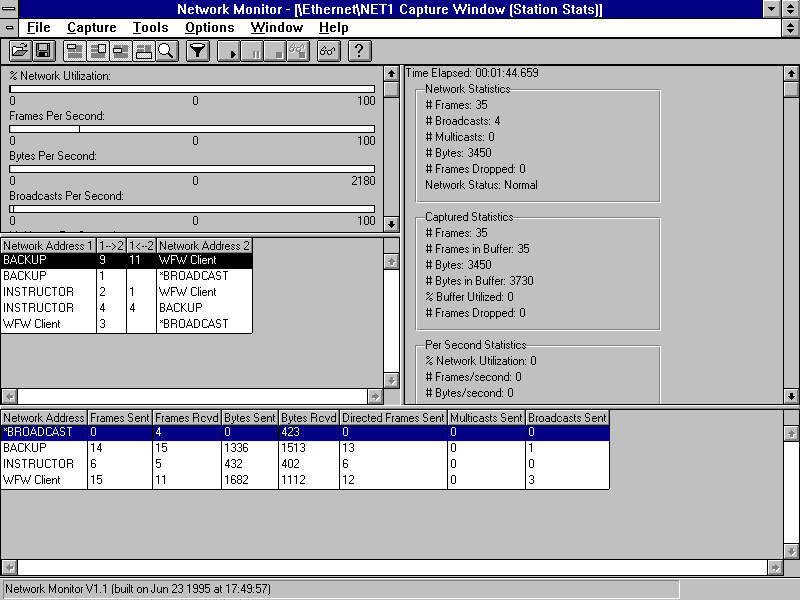 Network Monitor - [\Ethernet\NET1 Capture Window (Station Stats)]
File Capture Tools Options Window Help
% Network Utilization:
0 0 100
Frames Per Second:
0 0 100
Bytes Per Second:
0 0 2180
Broadcasts Per Second:
0 0 100
Time Elapsed: 00:01:44.659
Network Statistics
# Frames: 35
# Broadcasts: 4
# Multicasts: 0
# Bytes: 3450
# Frames Dropped: 0
Network Status: Normal
Captured Statistics
# Frames: 35
# Frames in Buffer: 35
# Bytes: 3450
# Bytes in Buffer: 3730
% Buffer Utilized: 0
# Frames Dropped: 0
Per Second Statistics
% Network Utilization: 0
# Frames/second: 0
# Bytes/second: 0
Network Address 1 1-->2 1<--2 Network Address 2
BACKUP 9 11 WFW Client
BACKUP 1 *BROADCAST
INSTRUCTOR 2 1 WFW Client
INSTRUCTOR 4 4 BACKUP
WFW Client 3 *BROADCAST
Network Address Frames Sent Frames Rcvd Bytes Sent Bytes Rcvd Directed Frames Sent Multicasts Sent Broadcasts Sent
*BROADCAST 0 4 0 423 0 0 0
BACKUP 14 15 1336 1513 13 0 1
INSTRUCTOR 6 5 432 402 6 0 0
WFW Client 15 11 1682 1112 12 0 3
Network Monitor V1.1 (built on Jun 23 1995 at 17:49:57)